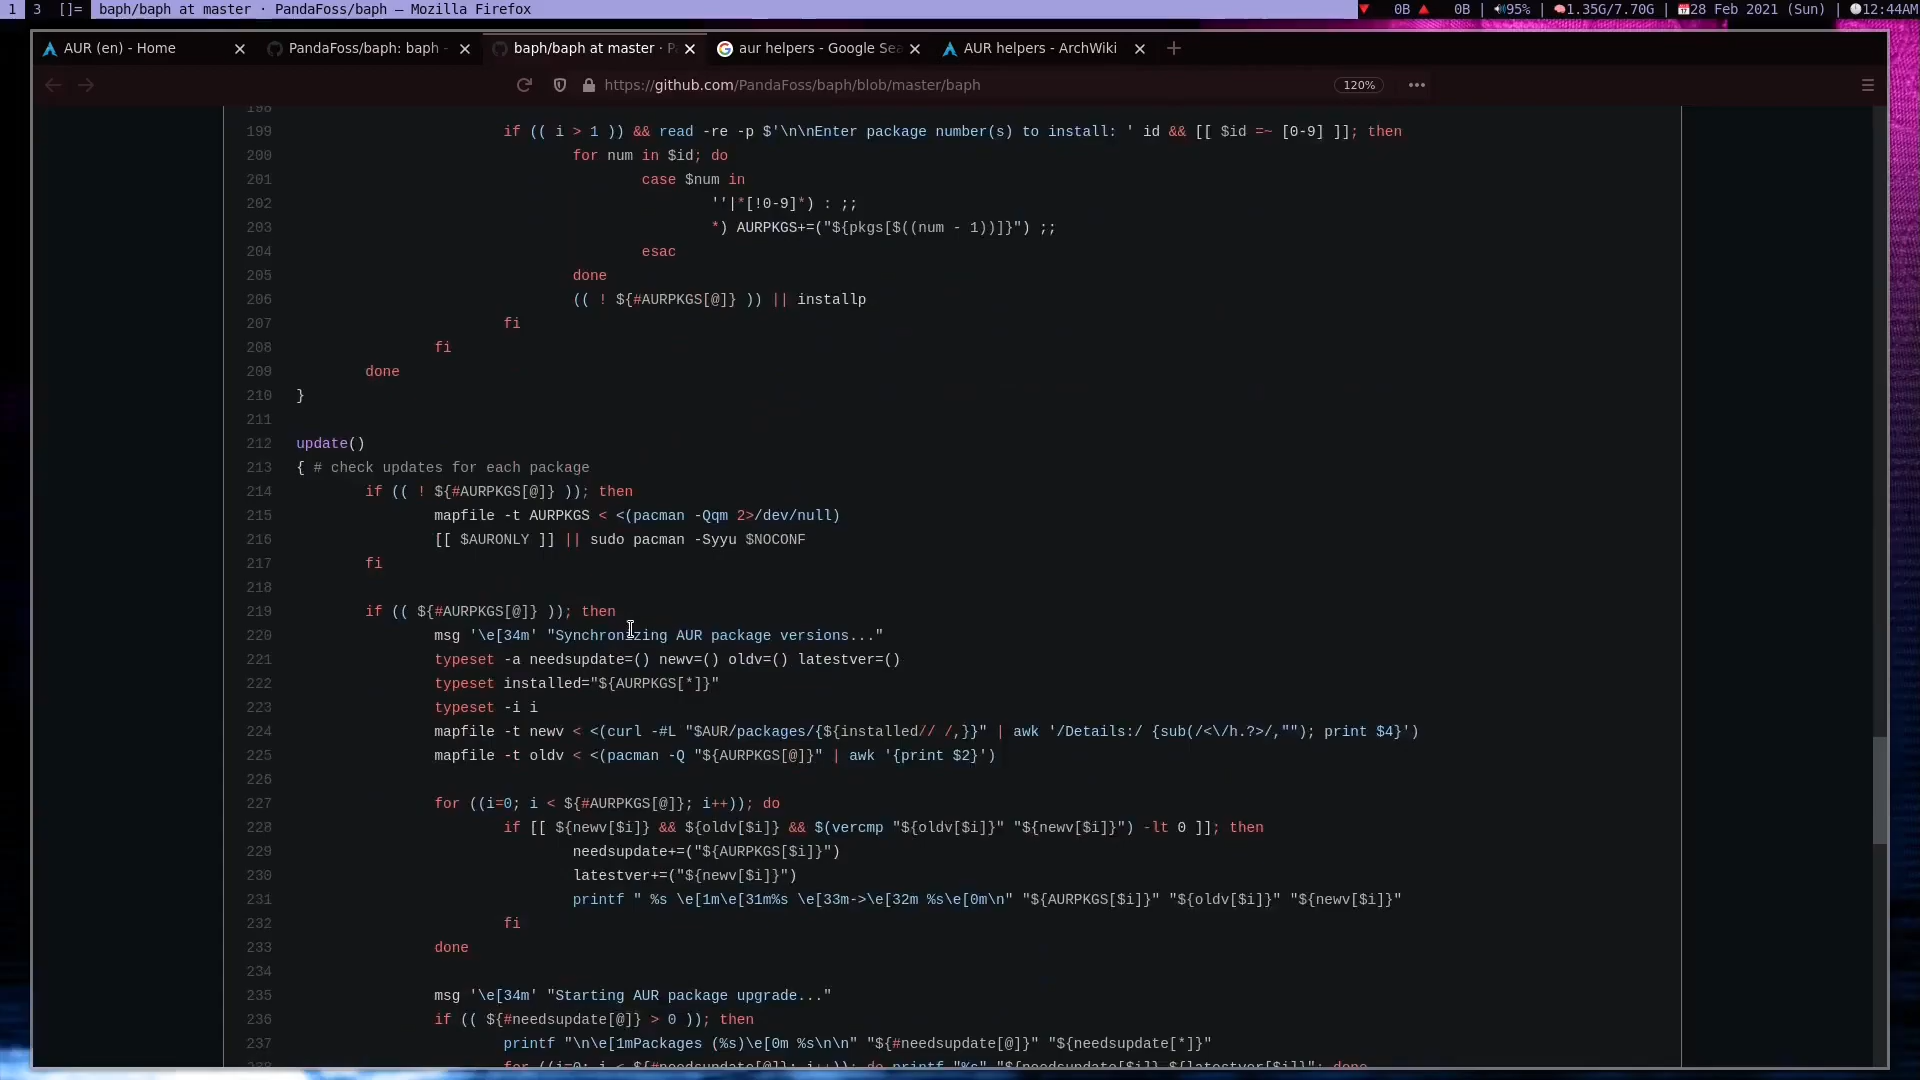 1 3 []= baph/baph at master · PandaFoss/baph — Mozilla Firefox 0B 0B | 95% | 1.35G/7.70G | 28 Feb 2021 (Sun) | 12:44AM
AUR (en) - Home PandaFoss/baph: baph - baph/baph at master · P aur helpers - Google Sea AUR helpers - ArchWiki
https://github.com/PandaFoss/baph/blob/master/baph 120%
198
199 if (( i > 1 )) && read -re -p $'\n\nEnter package number(s) to install: ' id && [[ $id =~ [0-9] ]]; then
200 for num in $id; do
201 case $num in
202 ''|*[!0-9]*) : ;;
203 *) AURPKGS+=("${pkgs[$((num - 1))]}") ;;
204 esac
205 done
206 (( ! ${#AURPKGS[@]} )) || installp
207 fi
208 fi
209 done
210 }
211
212 update()
213 { # check updates for each package
214 if (( ! ${#AURPKGS[@]} )); then
215 mapfile -t AURPKGS < <(pacman -Qqm 2>/dev/null)
216 [[ $AURONLY ]] || sudo pacman -Syyu $NOCONF
217 fi
218
219 if (( ${#AURPKGS[@]} )); then
220 msg '\e[34m' "Synchronizing AUR package versions..."
221 typeset -a needsupdate=() newv=() oldv=() latestver=()
222 typeset installed="${AURPKGS[*]}"
223 typeset -i i
224 mapfile -t newv < <(curl -#L "$AUR/packages/{${installed// /,}}" | awk '/Details:/ {sub(/<\/h.?>/,""); print $4}')
225 mapfile -t oldv < <(pacman -Q "${AURPKGS[@]}" | awk '{print $2}')
226
227 for ((i=0; i < ${#AURPKGS[@]}; i++)); do
228 if [[ ${newv[$i]} && ${oldv[$i]} && $(vercmp "${oldv[$i]}" "${newv[$i]}") -lt 0 ]]; then
229 needsupdate+=("${AURPKGS[$i]}")
230 latestver+=("${newv[$i]}")
231 printf " %s \e[1m\e[31m%s \e[33m->\e[32m %s\e[0m\n" "${AURPKGS[$i]}" "${oldv[$i]}" "${newv[$i]}"
232 fi
233 done
234
235 msg '\e[34m' "Starting AUR package upgrade..."
236 if (( ${#needsupdate[@]} > 0 )); then
237 printf "\n\e[1mPackages (%s)\e[0m %s\n\n" "${#needsupdate[@]}" "${needsupdate[*]}"
238 for ((i=0; i < ${#needsupdate[@]}; i++)); do printf "%s" "${needsupdate[$i]}-${latestver[$i]}"; done